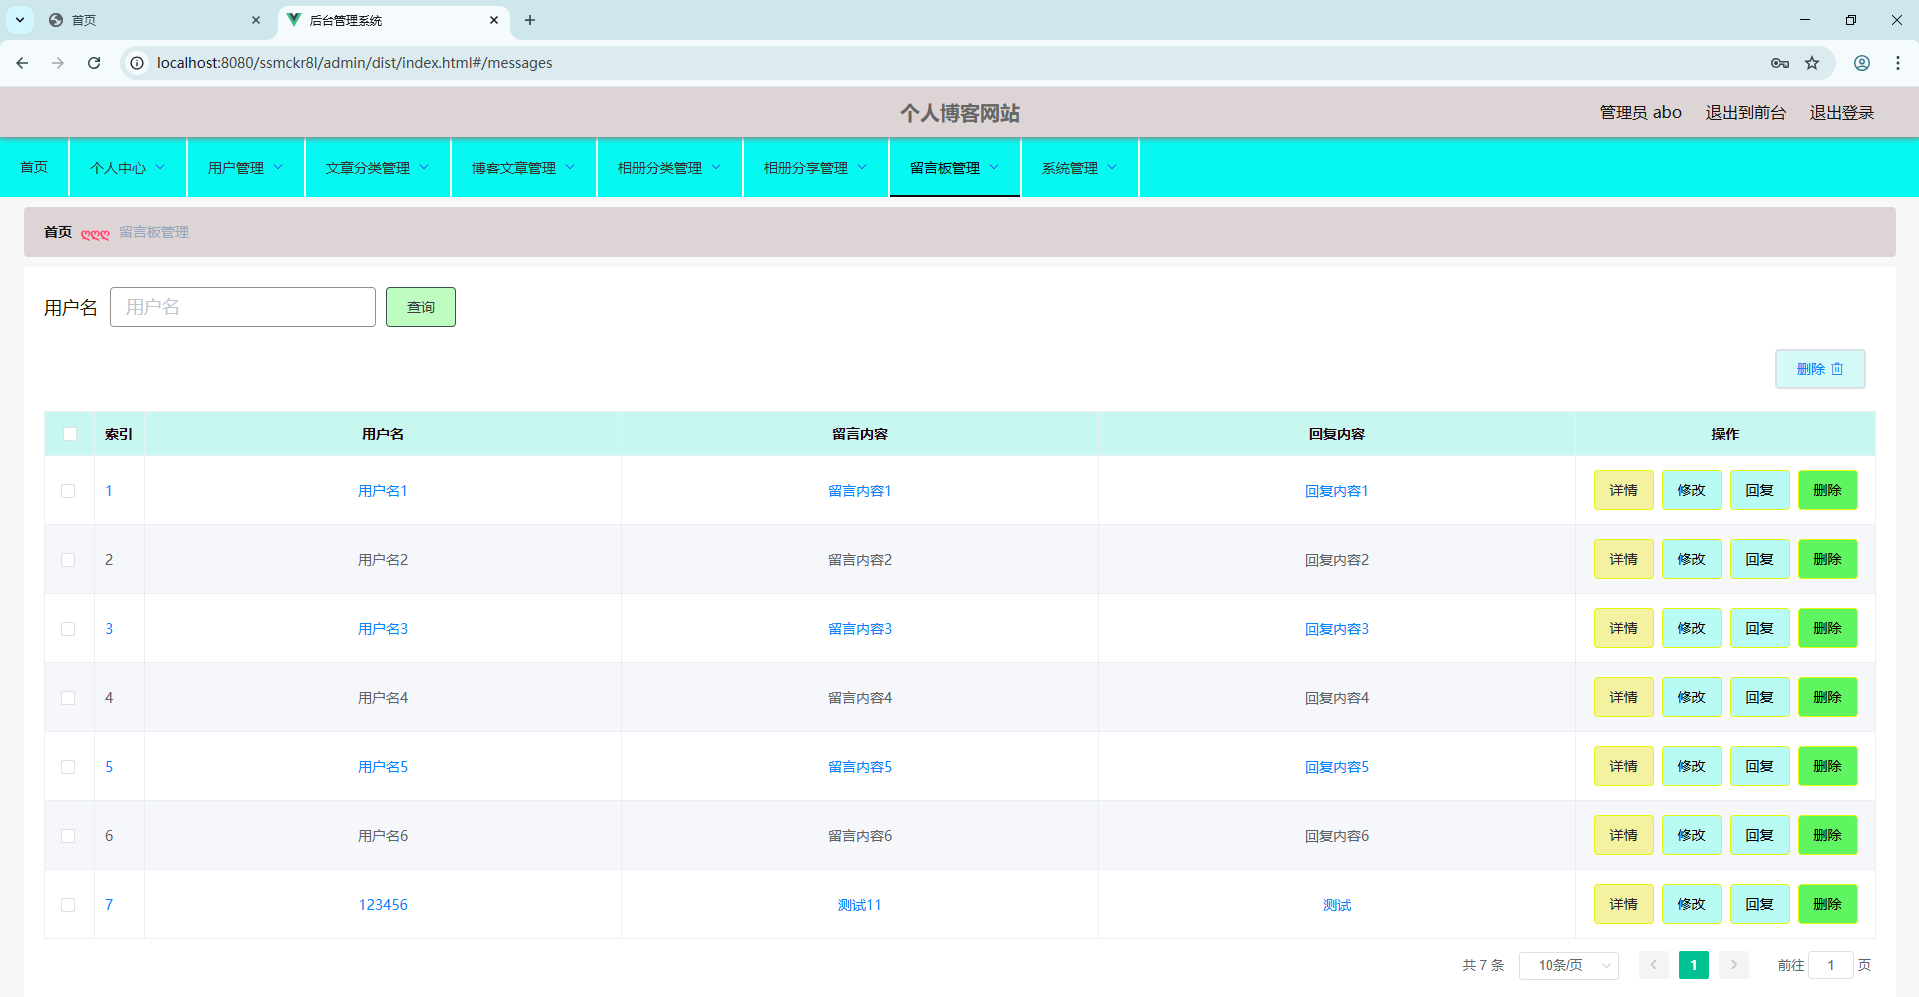 首页
后台管理系统
localhost:8080/ssmckr8l/admin/dist/index.html#/messages
个人博客网站
管理员 abo 退出到前台 退出登录
首页 个人中心 用户管理 文章分类管理 博客文章管理 相册分类管理 相册分享管理 留言板管理 系统管理
首页 ღღღ 留言板管理
用户名 用户名 查询
删除
索引 用户名 留言内容 回复内容 操作
1 用户名1 留言内容1 回复内容1 详情 修改 回复 删除
2 用户名2 留言内容2 回复内容2 详情 修改 回复 删除
3 用户名3 留言内容3 回复内容3 详情 修改 回复 删除
4 用户名4 留言内容4 回复内容4 详情 修改 回复 删除
5 用户名5 留言内容5 回复内容5 详情 修改 回复 删除
6 用户名6 留言内容6 回复内容6 详情 修改 回复 删除
7 123456 测试11 测试 详情 修改 回复 删除
共 7 条 10条/页 1 前往 1 页